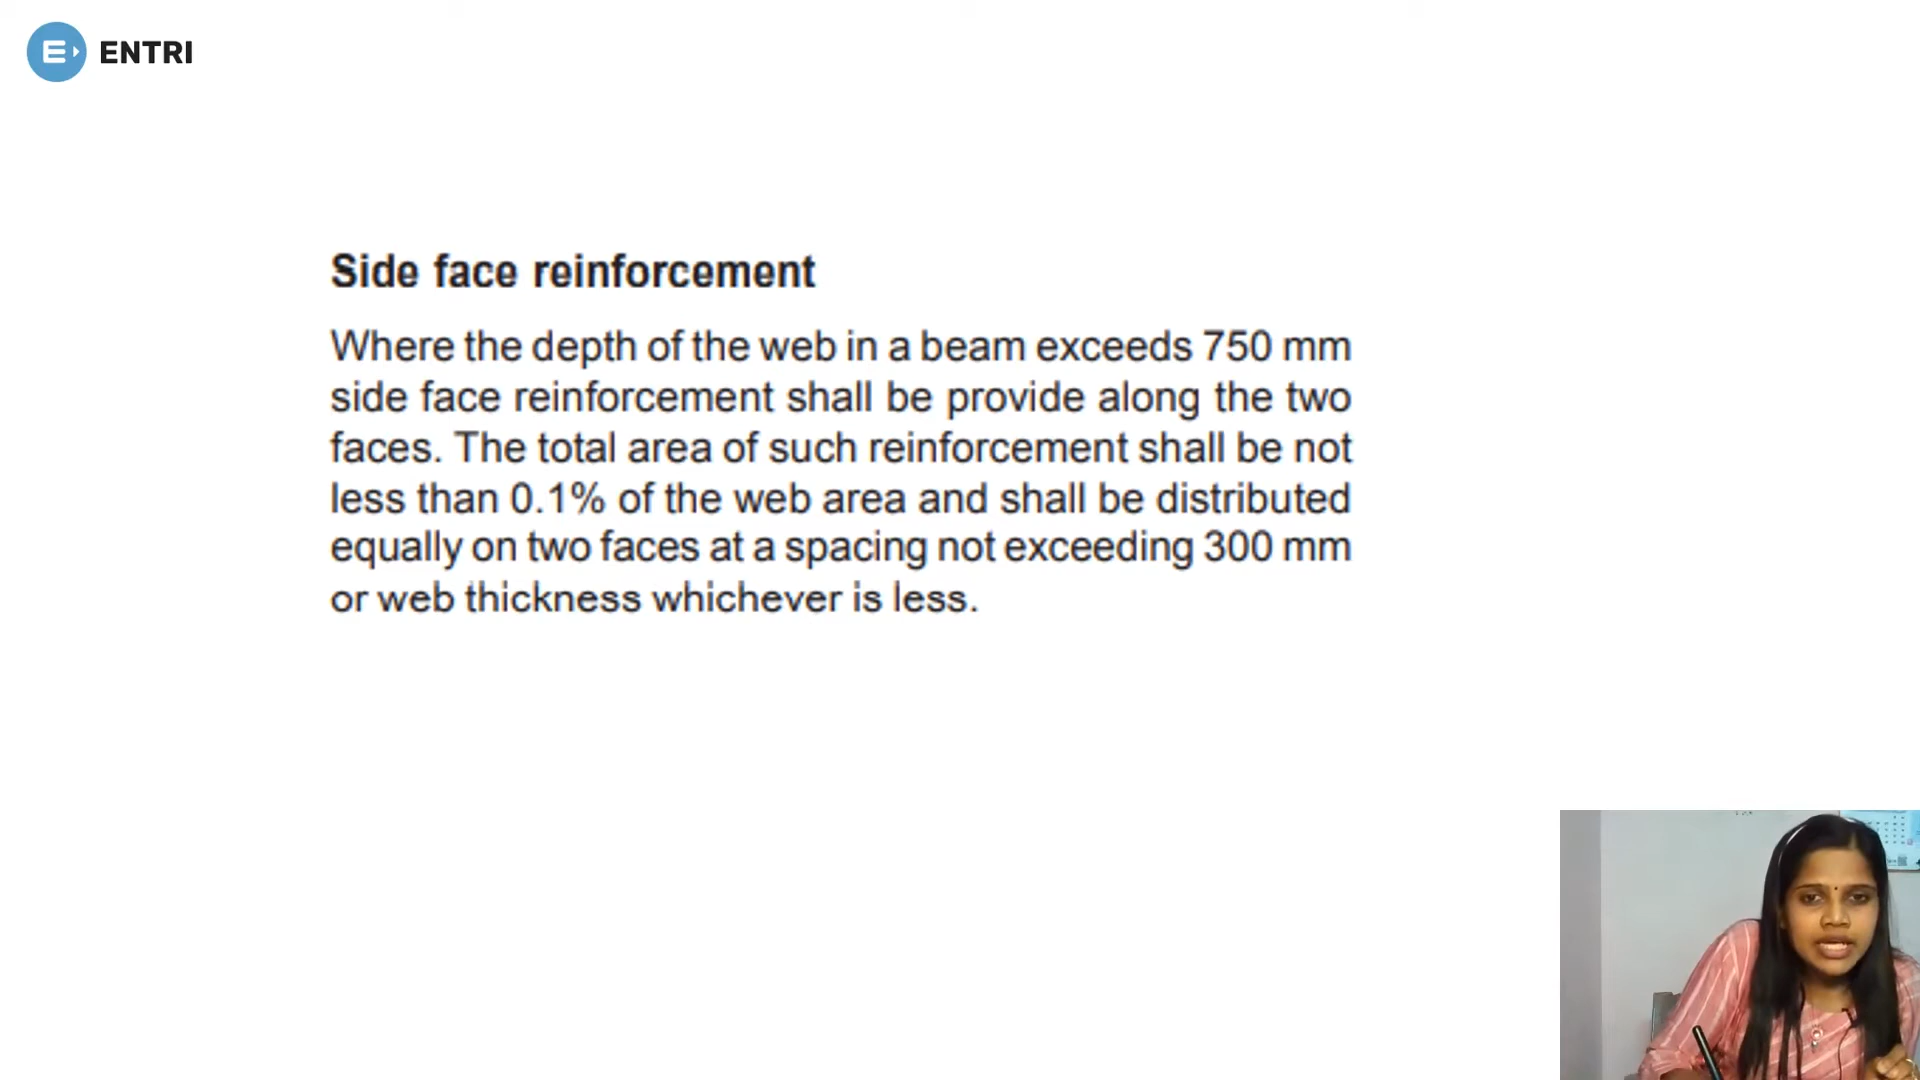 ENTRI
Side face reinforcement
Where the depth of the web in a beam exceeds 750 mm
side face reinforcement shall be provide along the two
faces. The total area of such reinforcement shall be not
less than 0.1% of the web area and shall be distributed
equally on two faces at a spacing not exceeding 300 mm
or web thickness whichever is less.